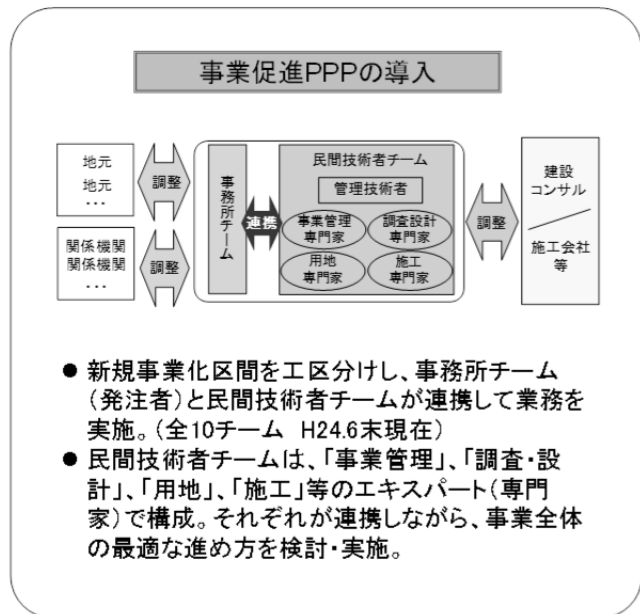 事業促進PPPの導入
地元
地元
…
調整
関係機関
関係機関
…
調整
事務所チーム
連携
民間技術者チーム
管理技術者
事業管理
専門家
調査設計
専門家
用地
専門家
施工
専門家
調整
建設
コンサル
施工会社
等
● 新規事業化区間を工区分けし、事務所チーム
(発注者)と民間技術者チームが連携して業務を
実施。(全10チーム H24.6末現在)
● 民間技術者チームは、「事業管理」、「調査・設
計」、「用地」、「施工」等のエキスパート(専門
家)で構成。それぞれが連携しながら、事業全体
の最適な進め方を検討・実施。